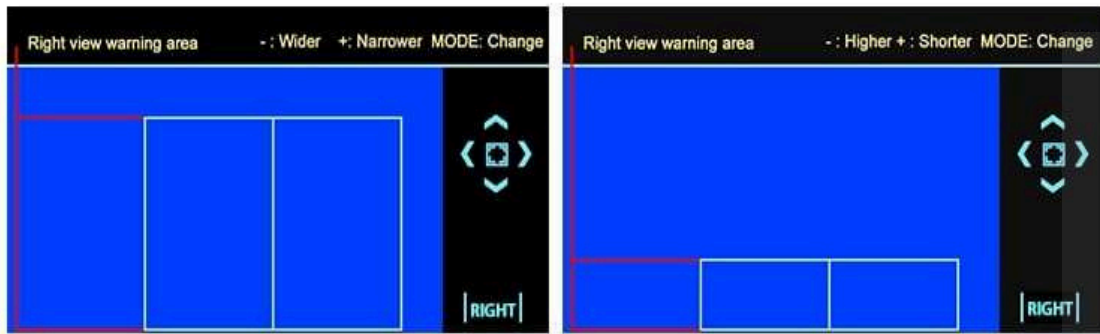 Right view warning area - : Wider +: Narrower MODE: Change
RIGHT
Right view warning area - : Higher + : Shorter MODE: Change
RIGHT